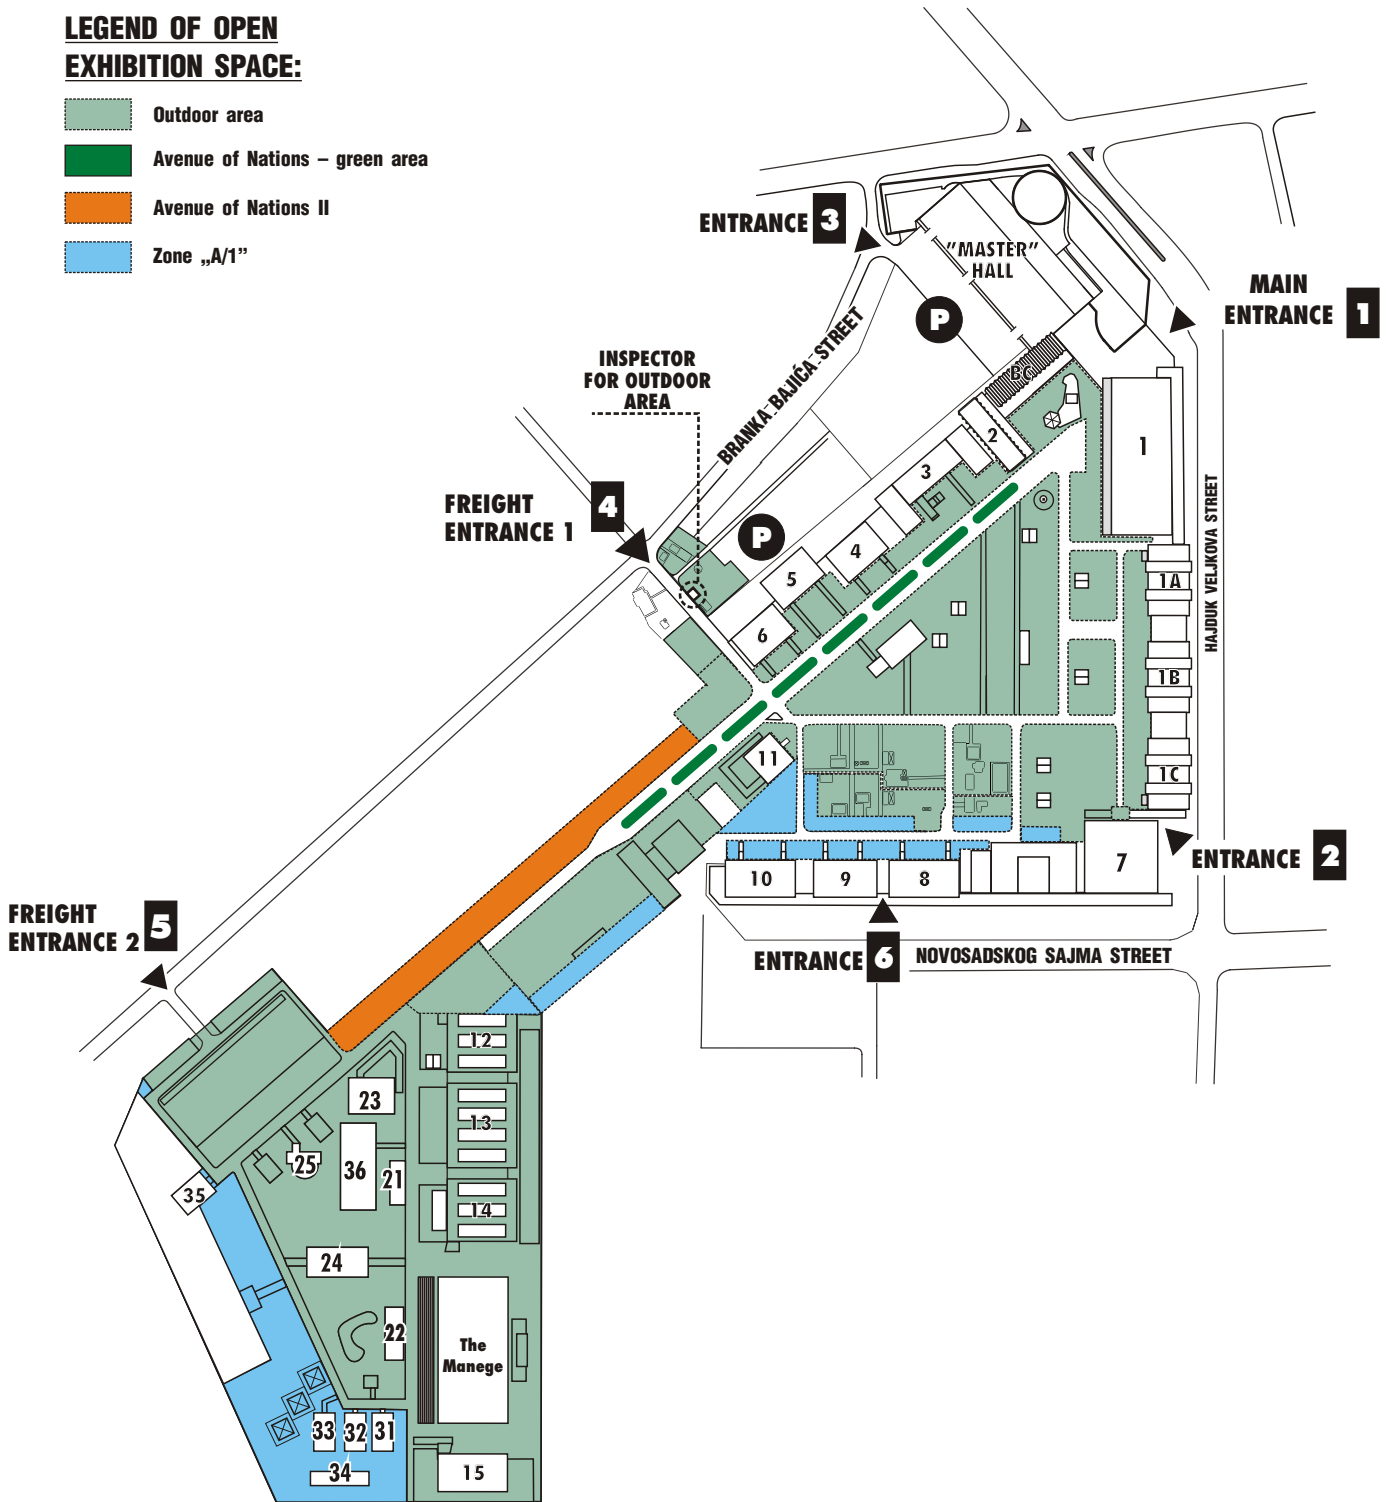 LEGEND OF OPEN
EXHIBITION SPACE:
Outdoor area
Avenue of Nations – green area
Avenue of Nations II
Zone „A/1”
ENTRANCE 3
"MASTER"
HALL
MAIN
ENTRANCE 1
P
BRANKA BAJIĆA STREET
INSPECTOR
FOR OUTDOOR
AREA
BC
2
1
3
HAJDUK VELJKOVA STREET
FREIGHT
ENTRANCE 1
4
P
4
5
6
1A
1B
1C
11
7
ENTRANCE 2
10
9
8
FREIGHT
ENTRANCE 2
5
ENTRANCE 6
NOVOSADSKOG SAJMA STREET
12
23
13
36
25
21
35
14
24
22
The
Manege
33
32
31
34
15